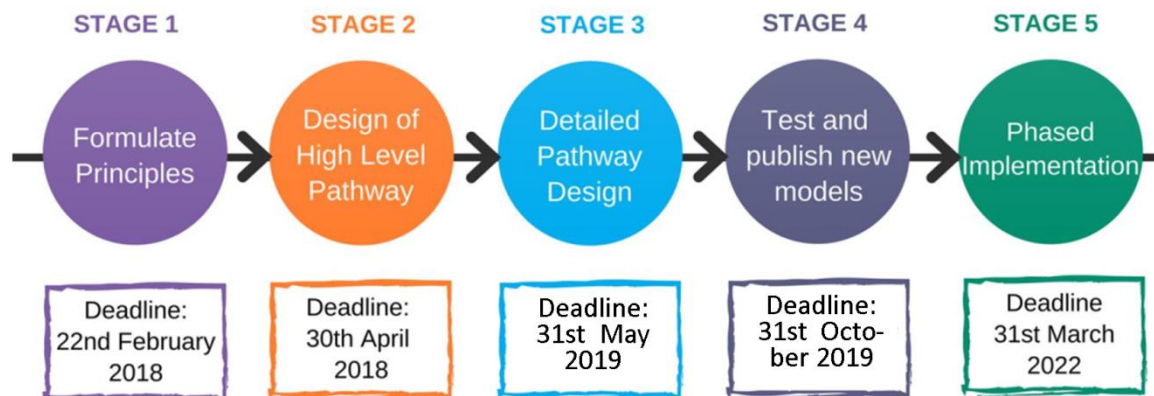 STAGE 1
STAGE 2
STAGE 3
STAGE 4
STAGE 5
Formulate
Principles
Design of
High Level
Pathway
Detailed
Pathway
Design
Test and
publish new
models
Phased
Implementation
Deadline:
22nd February
2018
Deadline:
30th April
2018
Deadline:
31st May
2019
Deadline:
31st Octo-
ber 2019
Deadline
31st March
2022